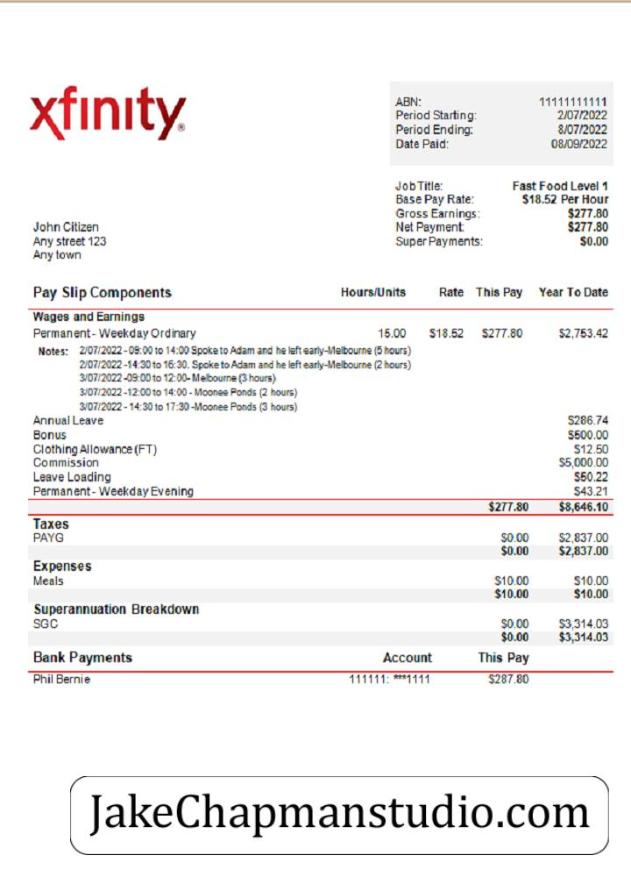 xfinity®
ABN: 11111111111
Period Starting: 2/07/2022
Period Ending: 8/07/2022
Date Paid: 08/09/2022
Job Title: Fast Food Level 1
Base Pay Rate: $18.52 Per Hour
Gross Earnings: $277.80
Net Payment: $277.80
Super Payments: $0.00
John Citizen
Any street 123
Any town
Pay Slip Components Hours/Units Rate This Pay Year To Date
Wages and Earnings
Permanent - Weekday Ordinary 15.00 $18.52 $277.80 $2,753.42
Notes: 2/07/2022 - 09:00 to 14:00 Spoke to Adam and he left early-Melbourne (5 hours)
2/07/2022 -14:30 to 16:30. Spoke to Adam and he left early-Melbourne (2 hours)
3/07/2022 -09:00 to 12:00- Melbourne (3 hours)
3/07/2022 -12:00 to 14:00 - Moonee Ponds (2 hours)
3/07/2022 - 14:30 to 17:30 -Moonee Ponds (3 hours)
Annual Leave $286.74
Bonus $500.00
Clothing Allowance (FT) $12.50
Commission $5,000.00
Leave Loading $50.22
Permanent - Weekday Evening $43.21
$277.80 $8,646.10
Taxes
PAYG $0.00 $2,837.00
$0.00 $2,837.00
Expenses
Meals $10.00 $10.00
$10.00 $10.00
Superannuation Breakdown
SGC $0.00 $3,314.03
$0.00 $3,314.03
Bank Payments Account This Pay
Phil Bernie 111111: ***1111 $287.80
JakeChapmanstudio.com